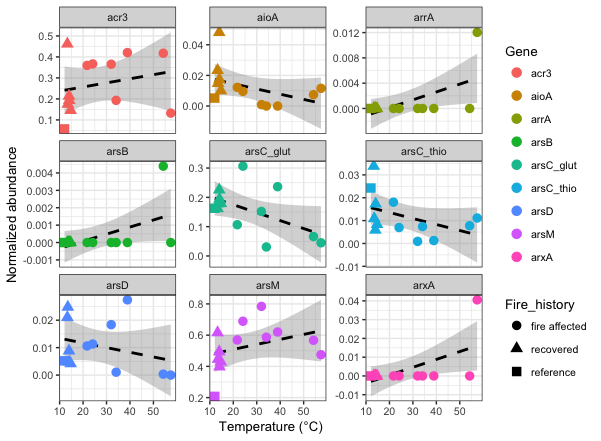 acr3 aioA arrA
0.5 0.4 0.3 0.2 0.1
0.04 0.02 0.00
0.012 0.008 0.004 0.000
arsB arsC_glut arsC_thio
0.004 0.003 0.002 0.001 0.000 -0.001
0.3 0.2 0.1 0.0
0.03 0.02 0.01 0.00 -0.01
arsD arsM arxA
0.02 0.01 0.00
0.8 0.6 0.4 0.2
0.04 0.03 0.02 0.01 0.00 -0.01
10 20 30 40 50
10 20 30 40 50
10 20 30 40 50
Temperature (°C)
Normalized abundance
Gene
acr3
aioA
arrA
arsB
arsC_glut
arsC_thio
arsD
arsM
arxA
Fire_history
fire affected
recovered
reference